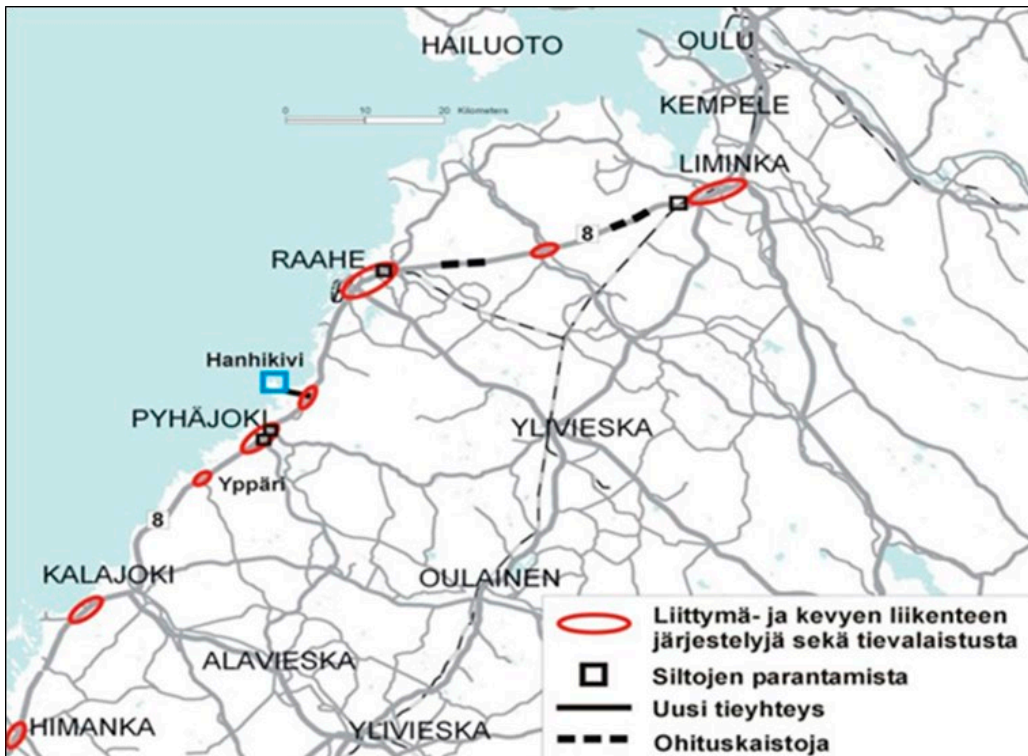 HAILUOTO
OULU
0 10 20 Kilometers
KEMPELE
LIMINKA
8
RAAHE
Hanhikivi
PYHÄJOKI
YLIVIESKA
Yppäri
8
KALAJOKI
OULAINEN
ALAVIESKA
HIMANKA
YLIVIESKA
Liittymä- ja kevyen liikenteen
järjestelyjä sekä tievalaistusta
Siltojen parantamista
Uusi tieyhteys
Ohituskaistoja